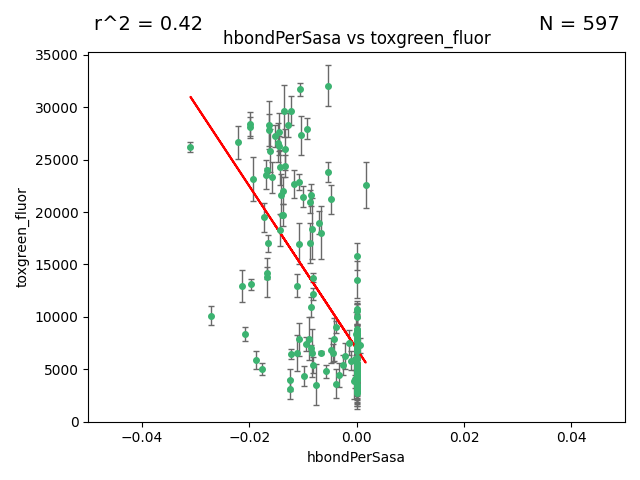 r^2 = 0.42
N = 597
hbondPerSasa vs toxgreen_fluor
35000
30000
25000
20000
15000
10000
5000
0
toxgreen_fluor
−0.04
−0.02
0.00
0.02
0.04
hbondPerSasa